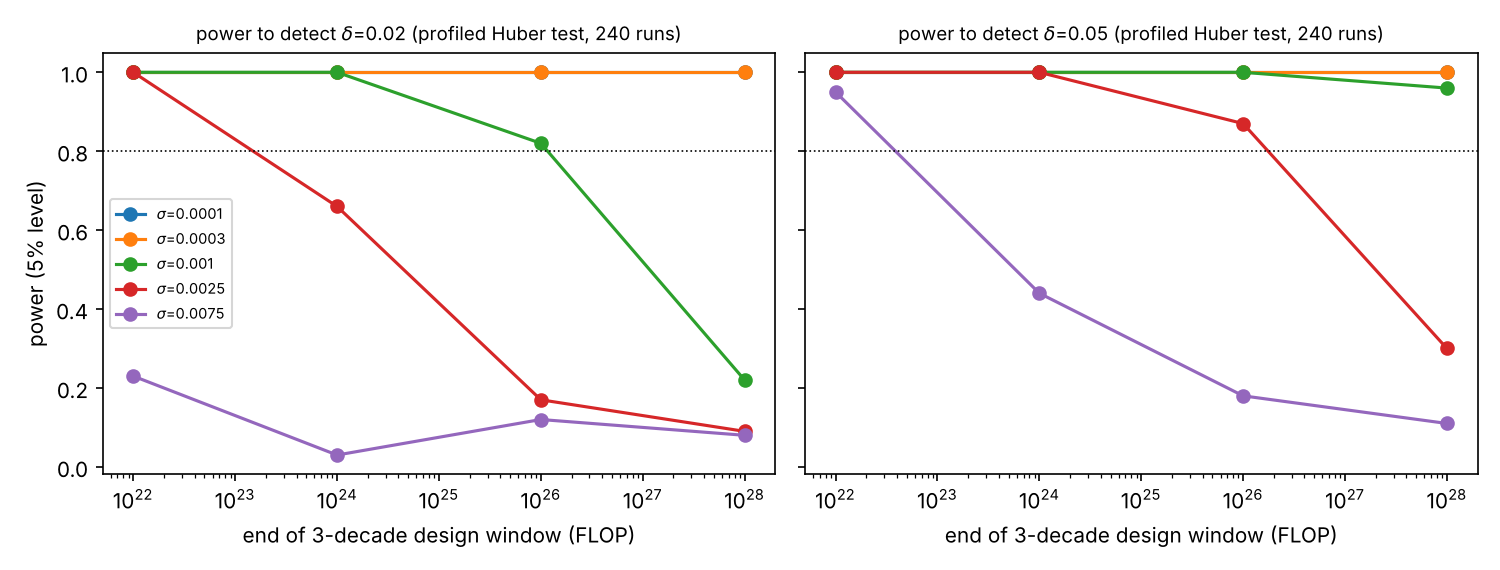 power to detect δ=0.02 (profiled Huber test, 240 runs)
power (5% level)
1.0
0.8
0.6
0.4
0.2
0.0
σ=0.0001
σ=0.0003
σ=0.001
σ=0.0025
σ=0.0075
10²² 10²³ 10²⁴ 10²⁵ 10²⁶ 10²⁷ 10²⁸
end of 3-decade design window (FLOP)
power to detect δ=0.05 (profiled Huber test, 240 runs)
10²² 10²³ 10²⁴ 10²⁵ 10²⁶ 10²⁷ 10²⁸
end of 3-decade design window (FLOP)